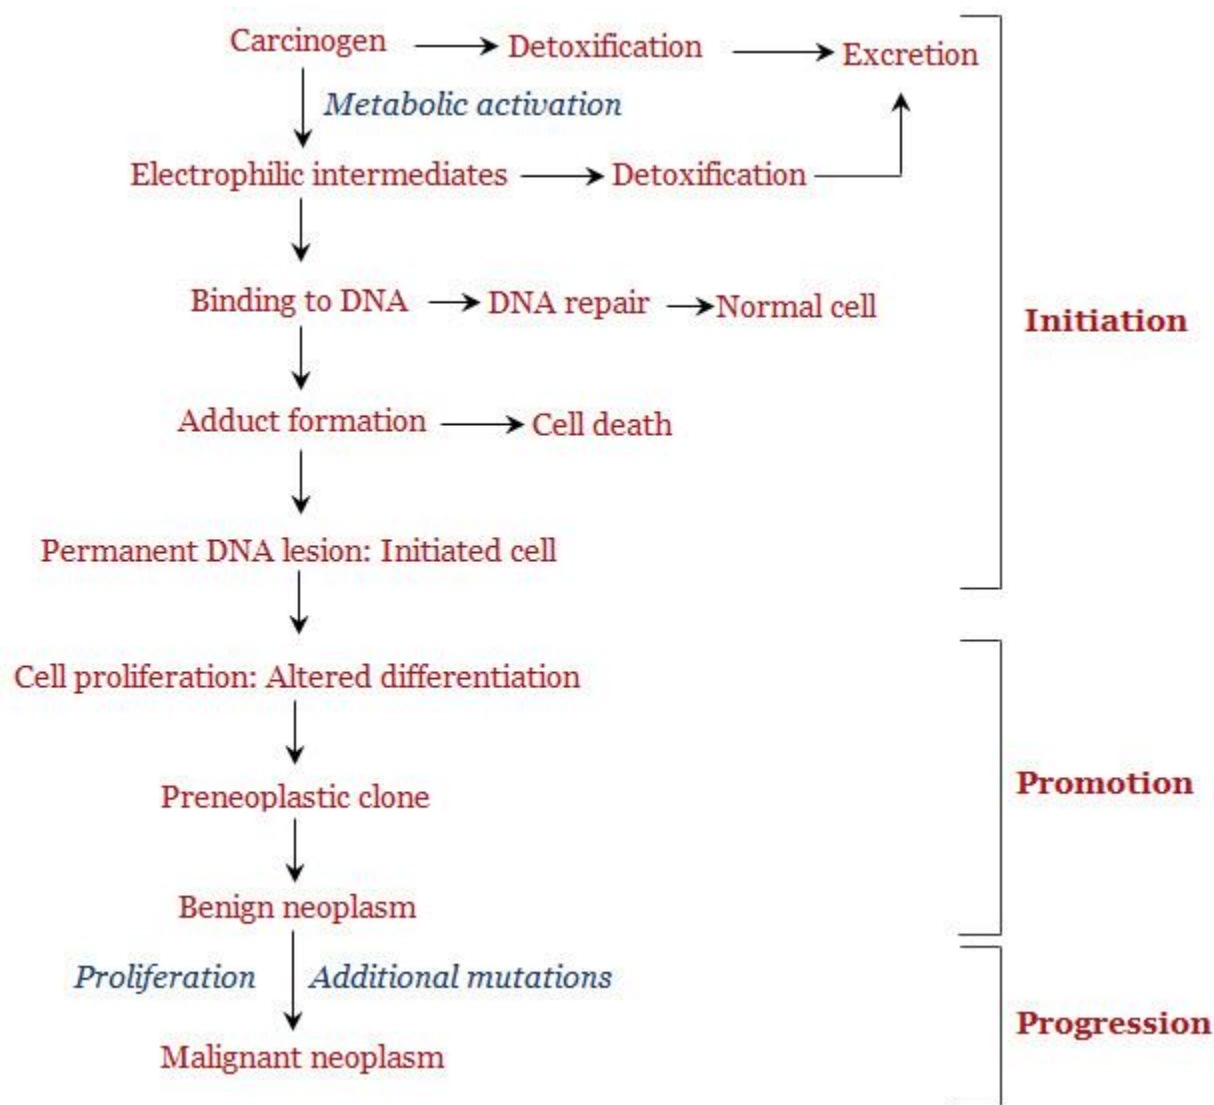 Carcinogen Detoxification Excretion
Metabolic activation
Electrophilic intermediates Detoxification
Binding to DNA DNA repair Normal cell
Initiation
Adduct formation Cell death
Permanent DNA lesion: Initiated cell
Cell proliferation: Altered differentiation
Preneoplastic clone
Promotion
Benign neoplasm
Proliferation Additional mutations
Progression
Malignant neoplasm